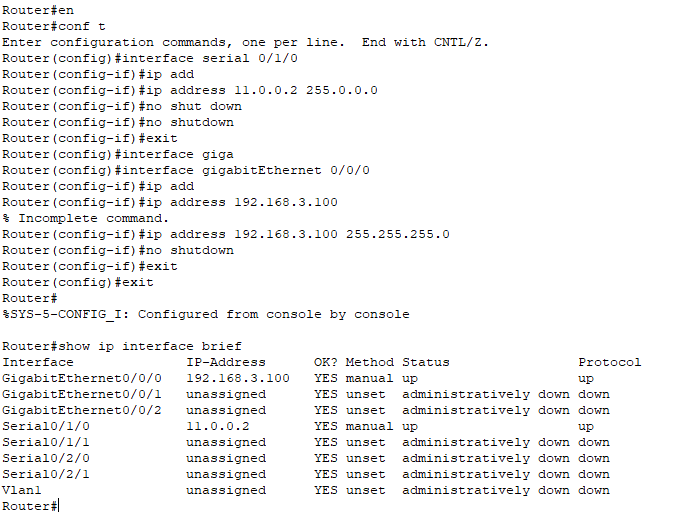 Router#en
Router#conf t
Enter configuration commands, one per line.  End with CNTL/Z.
Router(config)#interface serial 0/1/0
Router(config-if)#ip add
Router(config-if)#ip address 11.0.0.2 255.0.0.0
Router(config-if)#no shut down
Router(config-if)#no shutdown
Router(config-if)#exit
Router(config)#interface giga
Router(config)#interface gigabitEthernet 0/0/0
Router(config-if)#ip add
Router(config-if)#ip address 192.168.3.100
% Incomplete command.
Router(config-if)#ip address 192.168.3.100 255.255.255.0
Router(config-if)#no shutdown
Router(config-if)#exit
Router(config)#exit
Router#
%SYS-5-CONFIG_I: Configured from console by console

Router#show ip interface brief
Interface              IP-Address      OK? Method Status                Protocol
GigabitEthernet0/0/0   192.168.3.100   YES manual up                    up
GigabitEthernet0/0/1   unassigned      YES unset  administratively down down
GigabitEthernet0/0/2   unassigned      YES unset  administratively down down
Serial0/1/0            11.0.0.2        YES manual up                    up
Serial0/1/1            unassigned      YES unset  administratively down down
Serial0/2/0            unassigned      YES unset  administratively down down
Serial0/2/1            unassigned      YES unset  administratively down down
Vlan1                  unassigned      YES unset  administratively down down
Router#